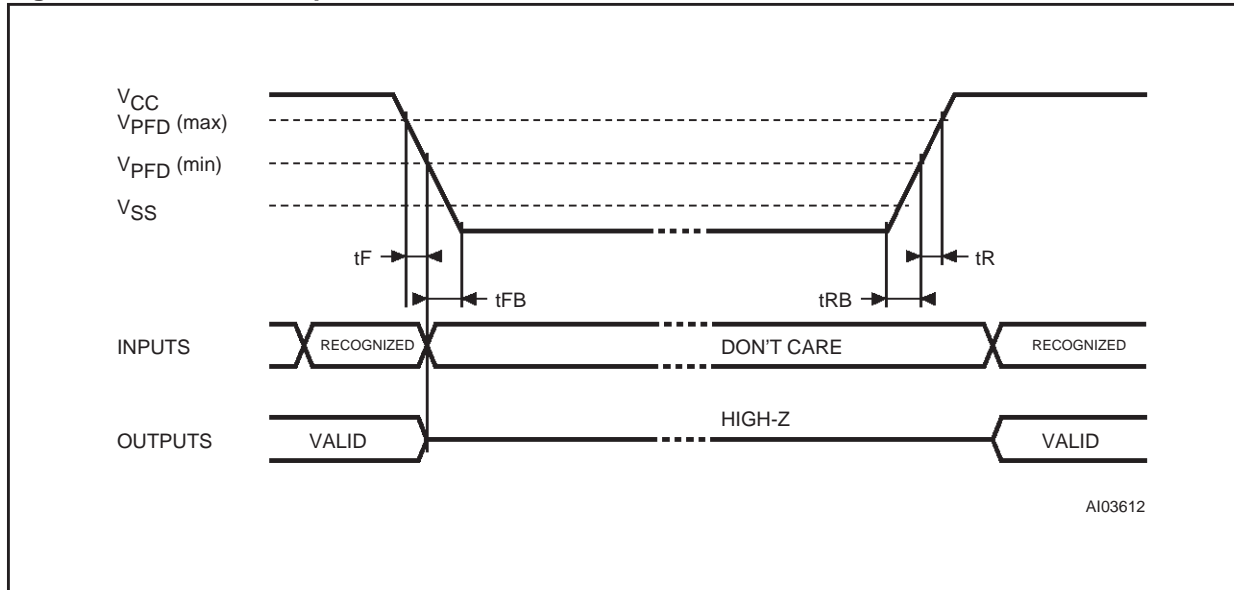 VCC
VPFD (max)
VPFD (min)
VSS
tF
tR
tFB
tRB
INPUTS
RECOGNIZED
DON'T CARE
RECOGNIZED
HIGH-Z
OUTPUTS
VALID
VALID
AI03612